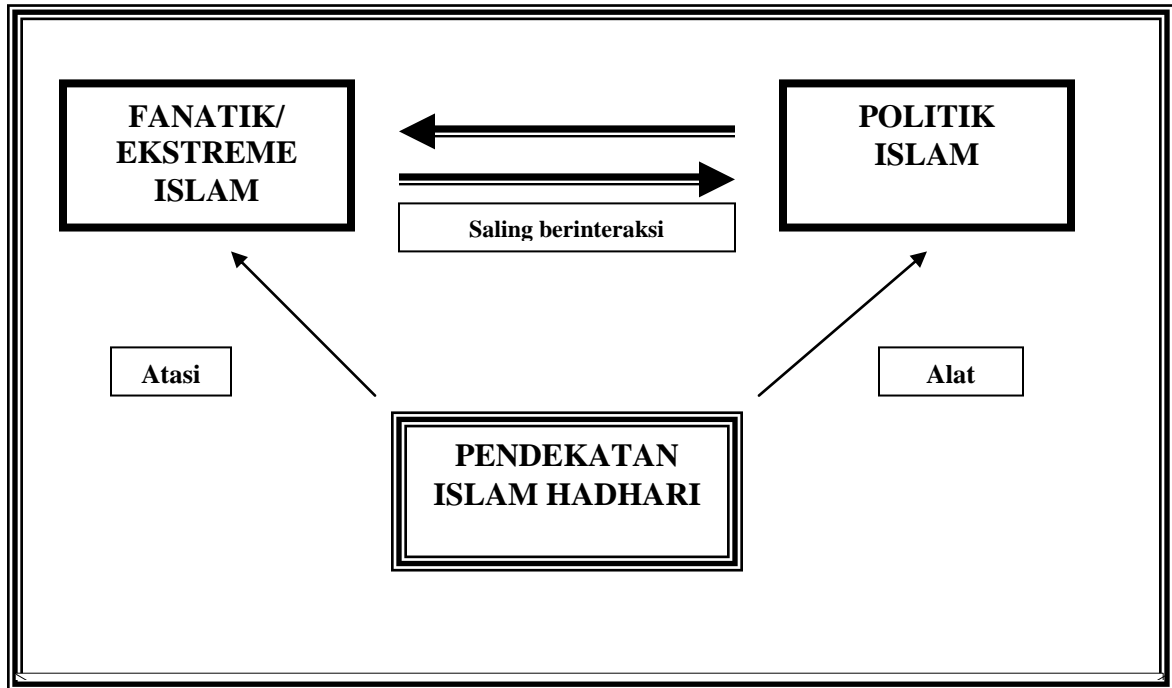 FANATIK/
EKSTREME
ISLAM
POLITIK
ISLAM
Saling berinteraksi
Atasi
Alat
PENDEKATAN
ISLAM HADHARI